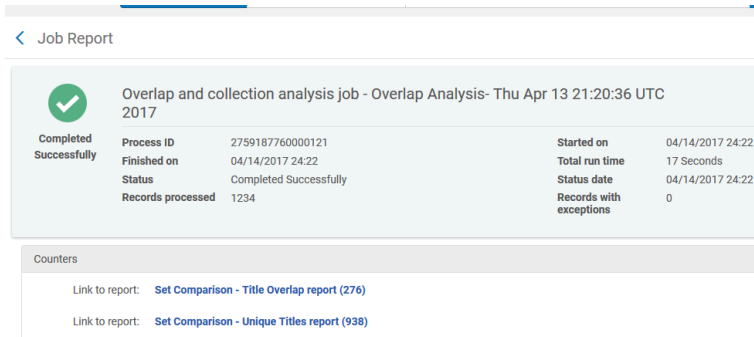 Job Report
Overlap and collection analysis job - Overlap Analysis- Thu Apr 13 21:20:36 UTC
2017
Completed
Successfully
Process ID 2759187760000121 Started on 04/14/2017 24:22
Finished on 04/14/2017 24:22 Total run time 17 Seconds
Status Completed Successfully Status date 04/14/2017 24:22
Records processed 1234 Records with
exceptions 0
Counters
Link to report: Set Comparison - Title Overlap report (276)
Link to report: Set Comparison - Unique Titles report (938)